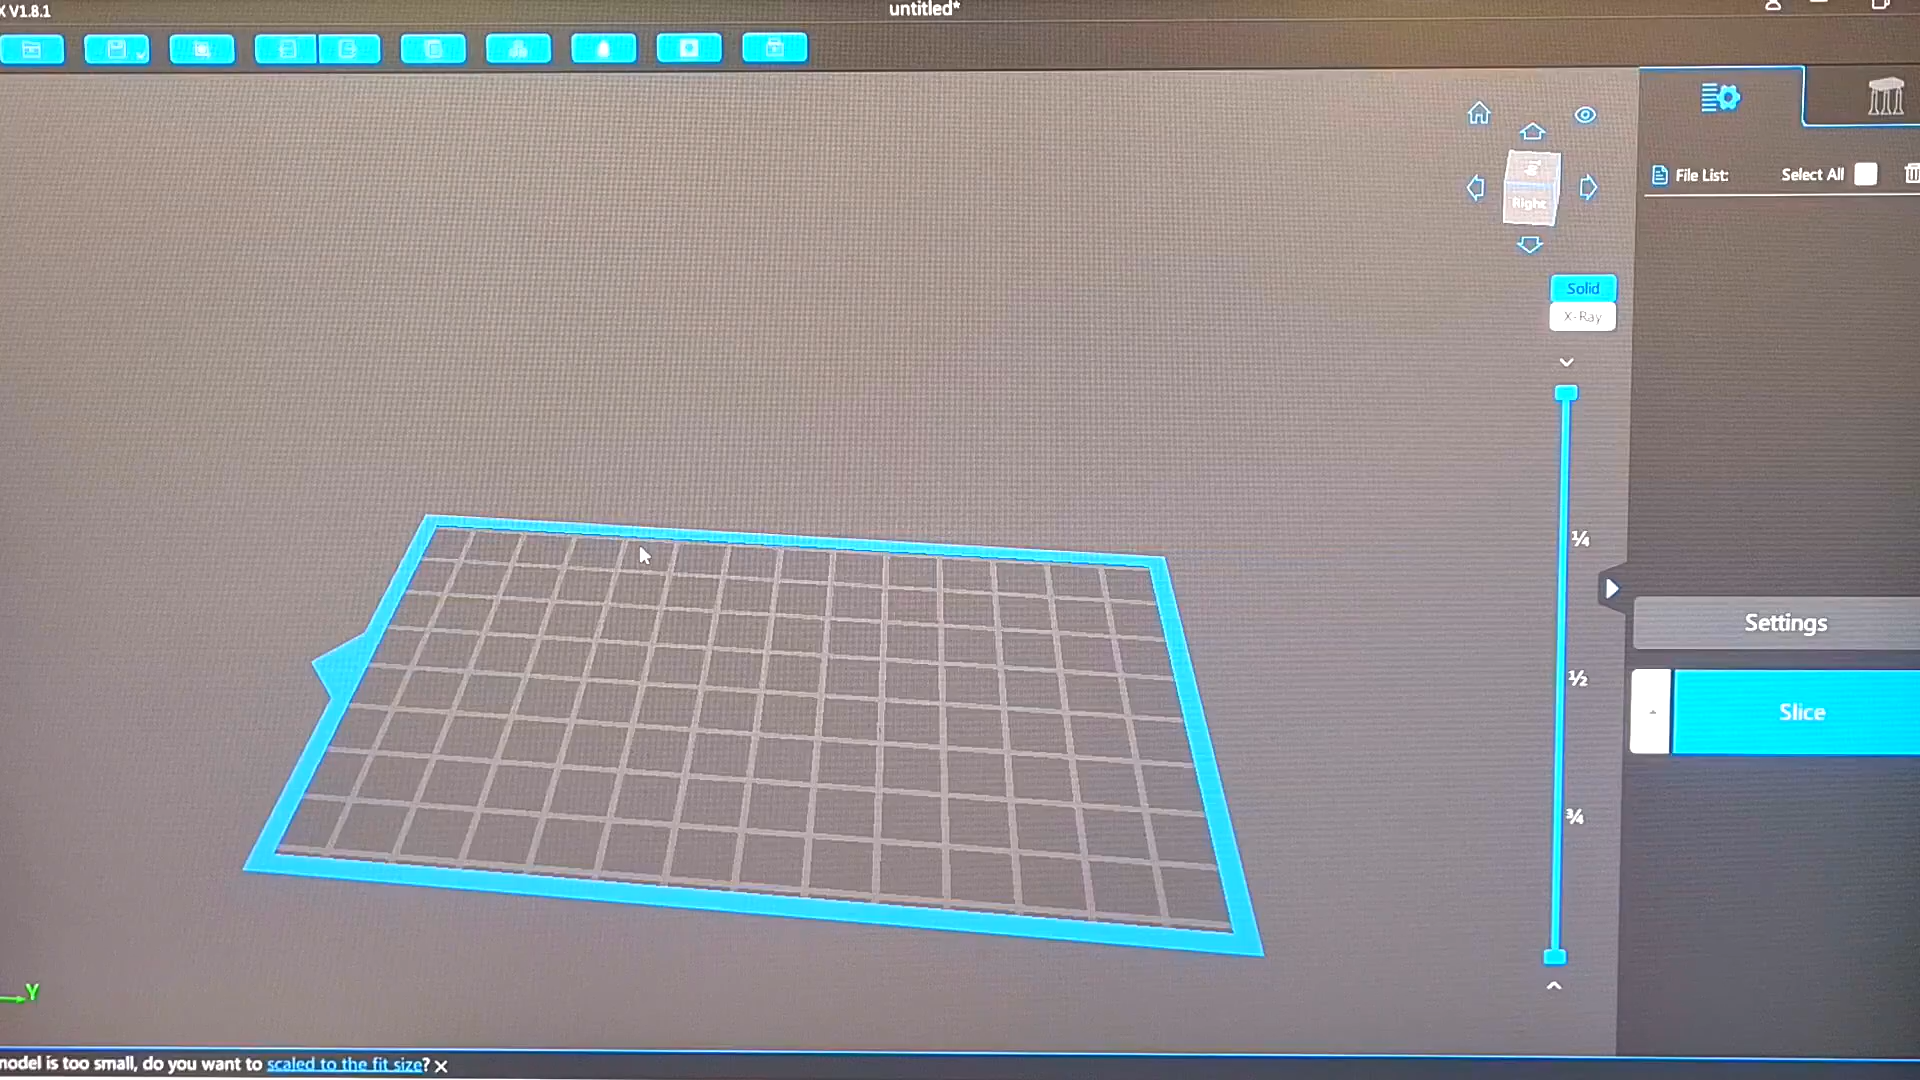 X V1.8.1
untitled*
File List:
Select All
Right
Solid
X-Ray
¼
½
¾
Settings
Slice
Y
model is too small, do you want to scaled to the fit size?